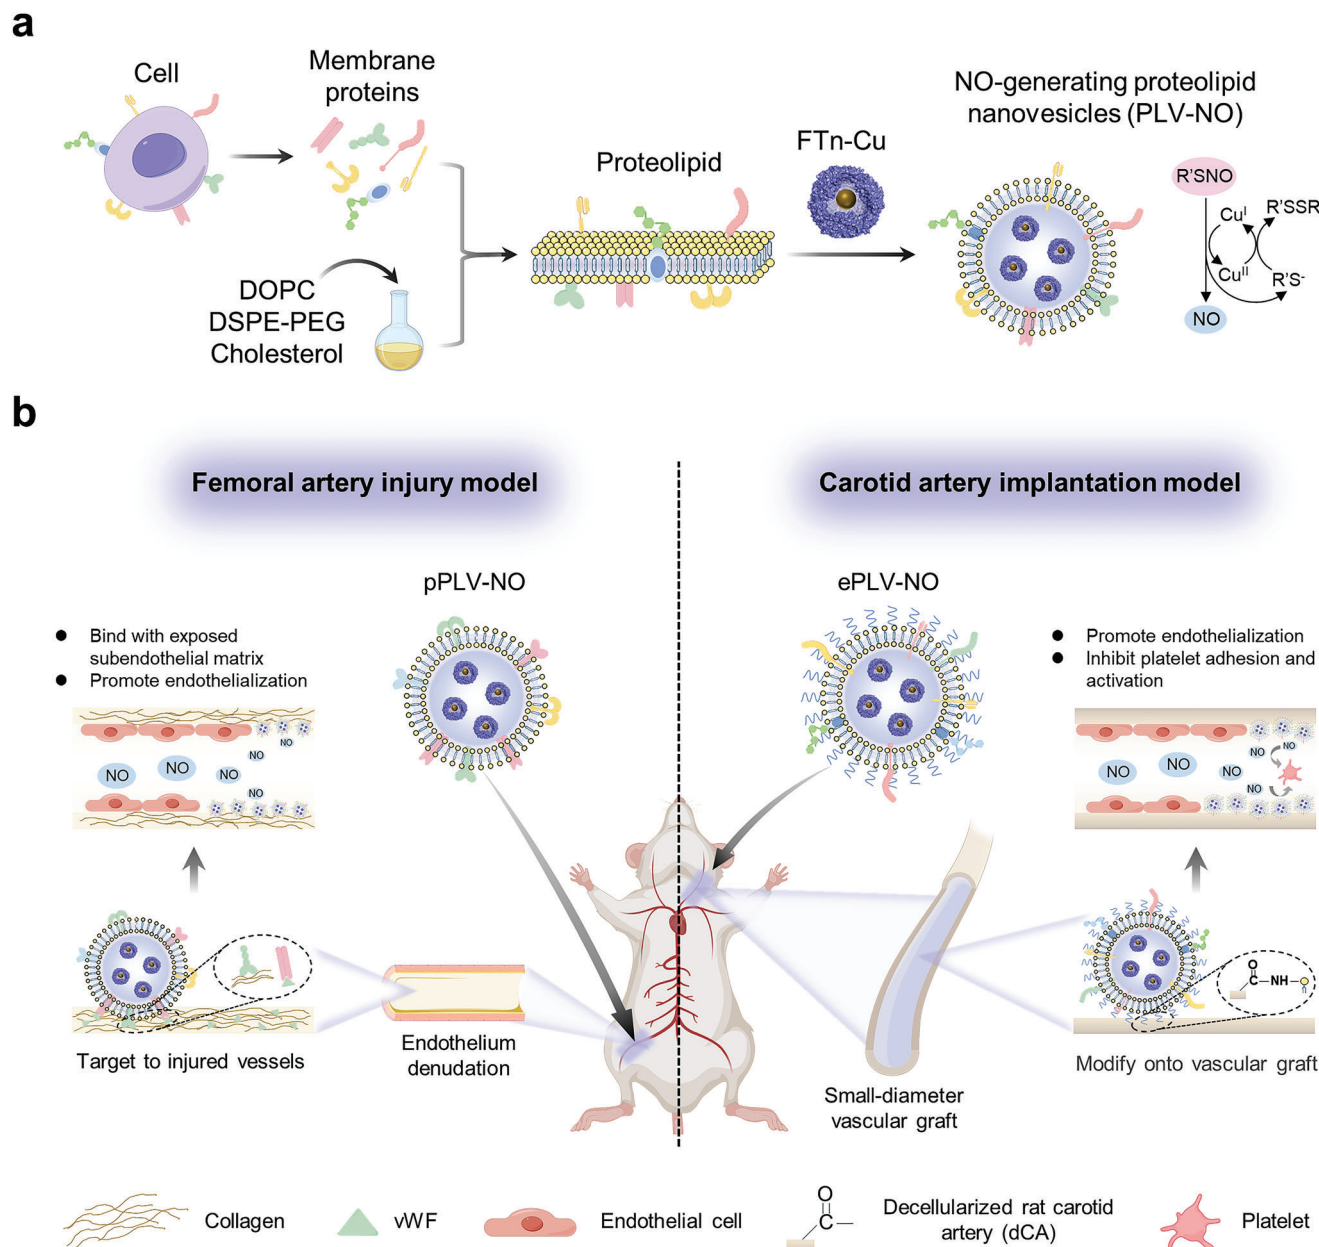 a
Cell
Membrane
proteins
DOPC
DSPE-PEG
Cholesterol
Proteolipid
FTn-Cu
NO-generating proteolipid
nanovesicles (PLV-NO)
R'SNO
Cuᴵ
R'SSR
Cuᴵᴵ
R'S-
NO
b
Femoral artery injury model
Carotid artery implantation model
pPLV-NO
ePLV-NO
● Bind with exposed
subendothelial matrix
● Promote endothelialization
● Promote endothelialization
● Inhibit platelet adhesion and
activation
NO
NO
NO
NO
NO
NO
NO
NO
NO
NO
NO
Target to injured vessels
Endothelium
denudation
Small-diameter
vascular graft
O
C
NH
Modify onto vascular graft
Collagen
vWF
Endothelial cell
O
C
Decellularized rat carotid
artery (dCA)
Platelet